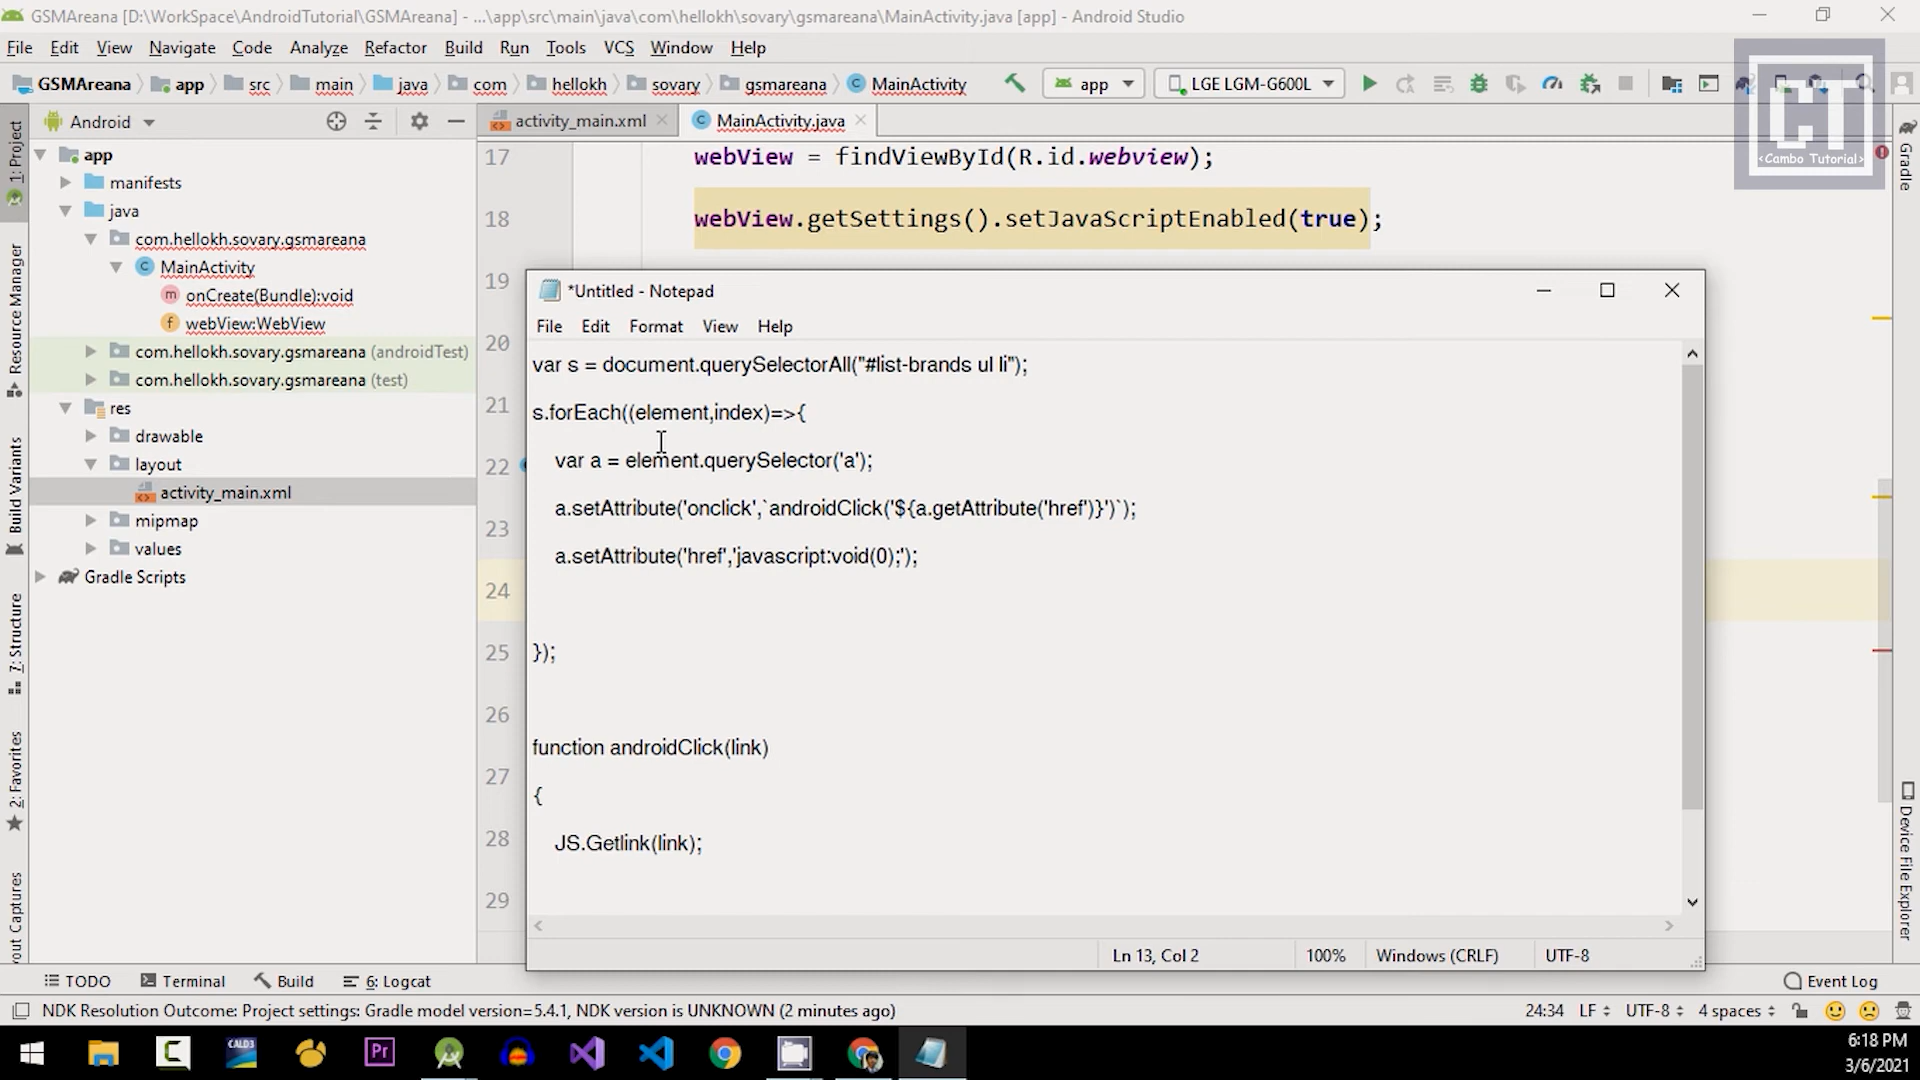 GSMAreana [D:\WorkSpace\AndroidTutorial\GSMAreana] - ...\app\src\main\java\com\hellokh\sovary\gsmareana\MainActivity.java [app] - Android Studio
File Edit View Navigate Code Analyze Refactor Build Run Tools VCS Window Help
GSMAreana app src main java com hellokh sovary gsmareana MainActivity app LGE LGM-G600L
CT
<Cambo Tutorial>
Android
activity_main.xml MainActivity.java
1: Project
Resource Manager
Build Variants
7: Structure
2: Favorites
yout Captures
app
manifests
java
com.hellokh.sovary.gsmareana
MainActivity
onCreate(Bundle):void
webView:WebView
com.hellokh.sovary.gsmareana (androidTest)
com.hellokh.sovary.gsmareana (test)
res
drawable
layout
activity_main.xml
mipmap
values
Gradle Scripts
17 webView = findViewById(R.id.webview);
18 webView.getSettings().setJavaScriptEnabled(true);
19
20
21
22
23
24
25
26
27
28
29
*Untitled - Notepad
File Edit Format View Help
var s = document.querySelectorAll("#list-brands ul li");
s.forEach((element,index)=>{
var a = element.querySelector('a');
a.setAttribute('onclick',`androidClick('${a.getAttribute('href')}')`);
a.setAttribute('href','javascript:void(0);');
});
function androidClick(link)
{
JS.Getlink(link);
Ln 13, Col 2 100% Windows (CRLF) UTF-8
Gradle
Device File Explorer
TODO Terminal Build 6: Logcat Event Log
NDK Resolution Outcome: Project settings: Gradle model version=5.4.1, NDK version is UNKNOWN (2 minutes ago) 24:34 LF UTF-8 4 spaces
CALD3
Pr
6:18 PM
3/6/2021